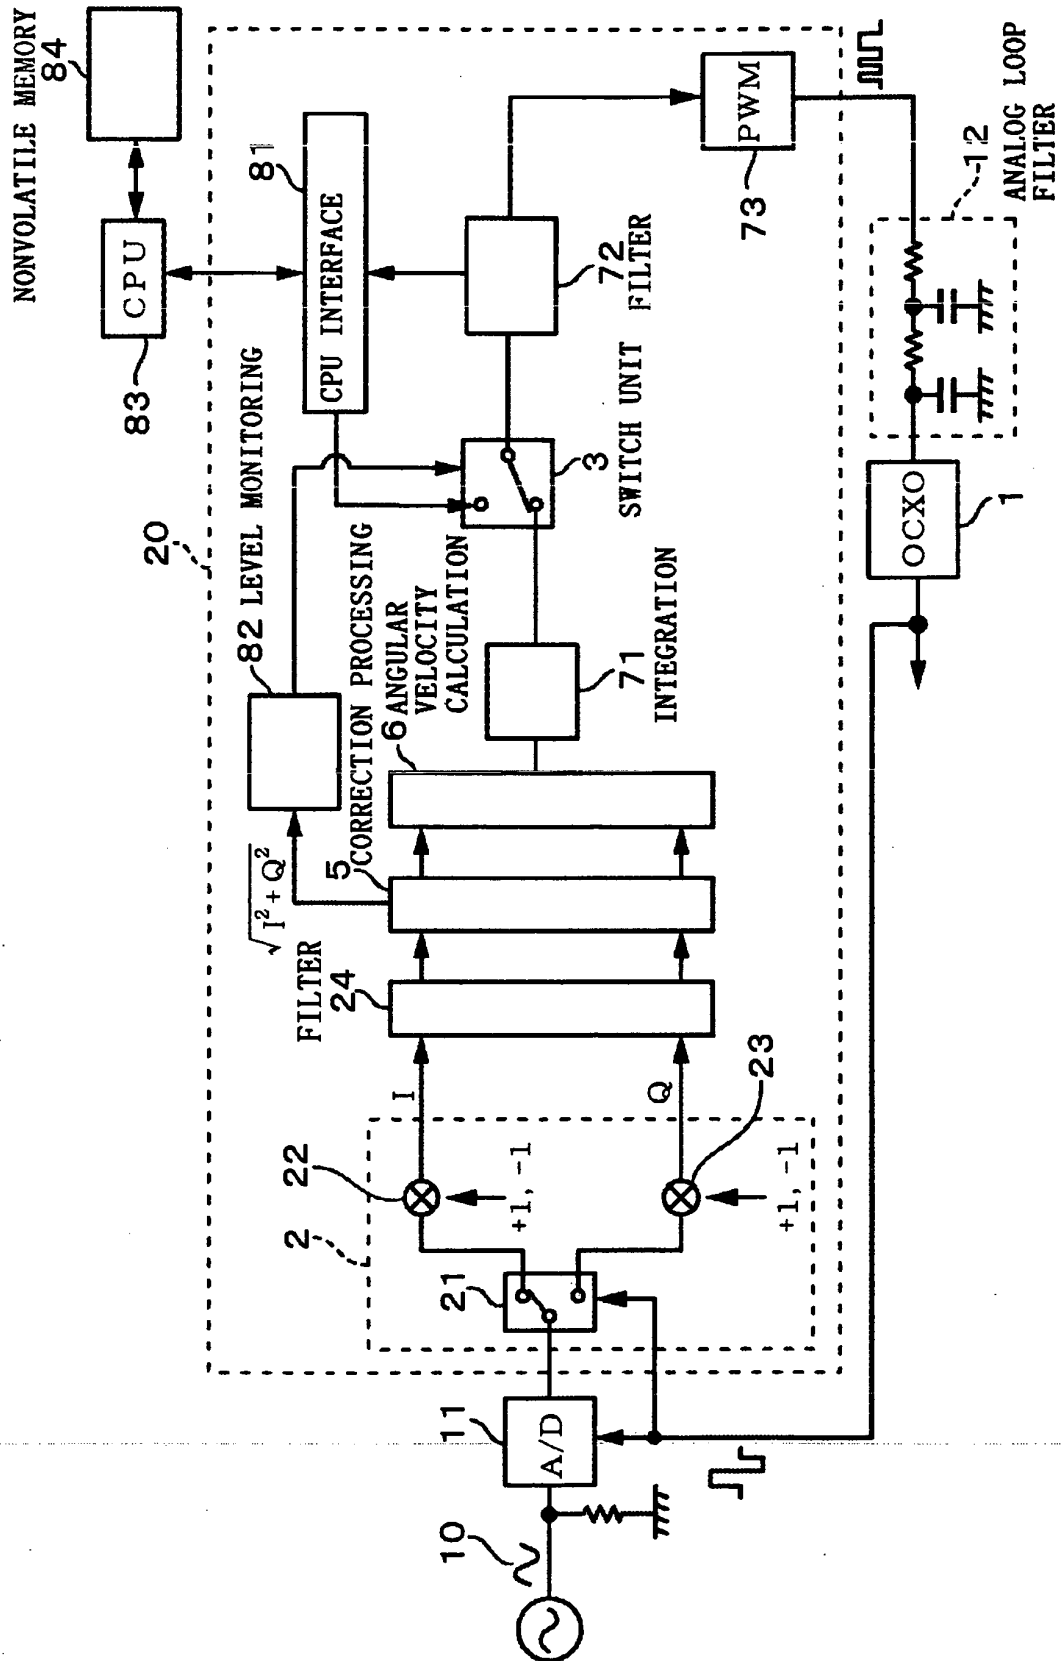 NONVOLATILE MEMORY
84
CPU
83
20
82 LEVEL MONITORING
81
CPU INTERFACE
√I²+Q²
5 CORRECTION PROCESSING
6 ANGULAR
VELOCITY
CALCULATION
FILTER
24
3
SWITCH UNIT
72
FILTER
71
INTEGRATION
PWM
73
2
22
I
+1, -1
21
Q
23
+1, -1
10
11
A/D
OCXO
1
12
ANALOG LOOP
FILTER